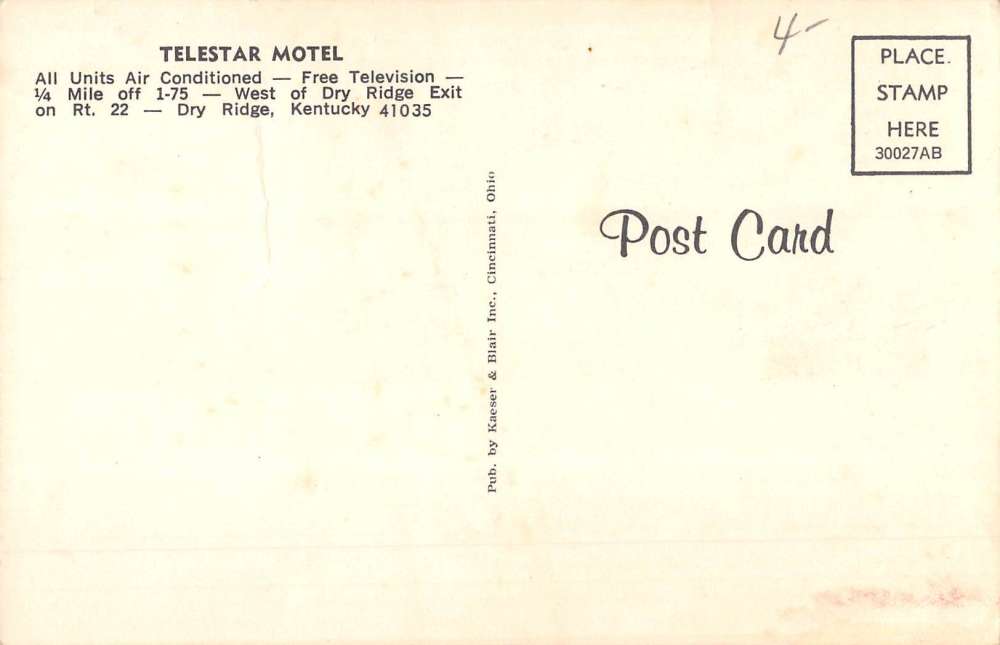 TELESTAR MOTEL
All Units Air Conditioned — Free Television —
¼ Mile off 1-75 — West of Dry Ridge Exit
on Rt. 22 — Dry Ridge, Kentucky 41035
Pub. by Kaeser & Blair Inc., Cincinnati, Ohio
4-
PLACE
STAMP
HERE
30027AB
Post Card